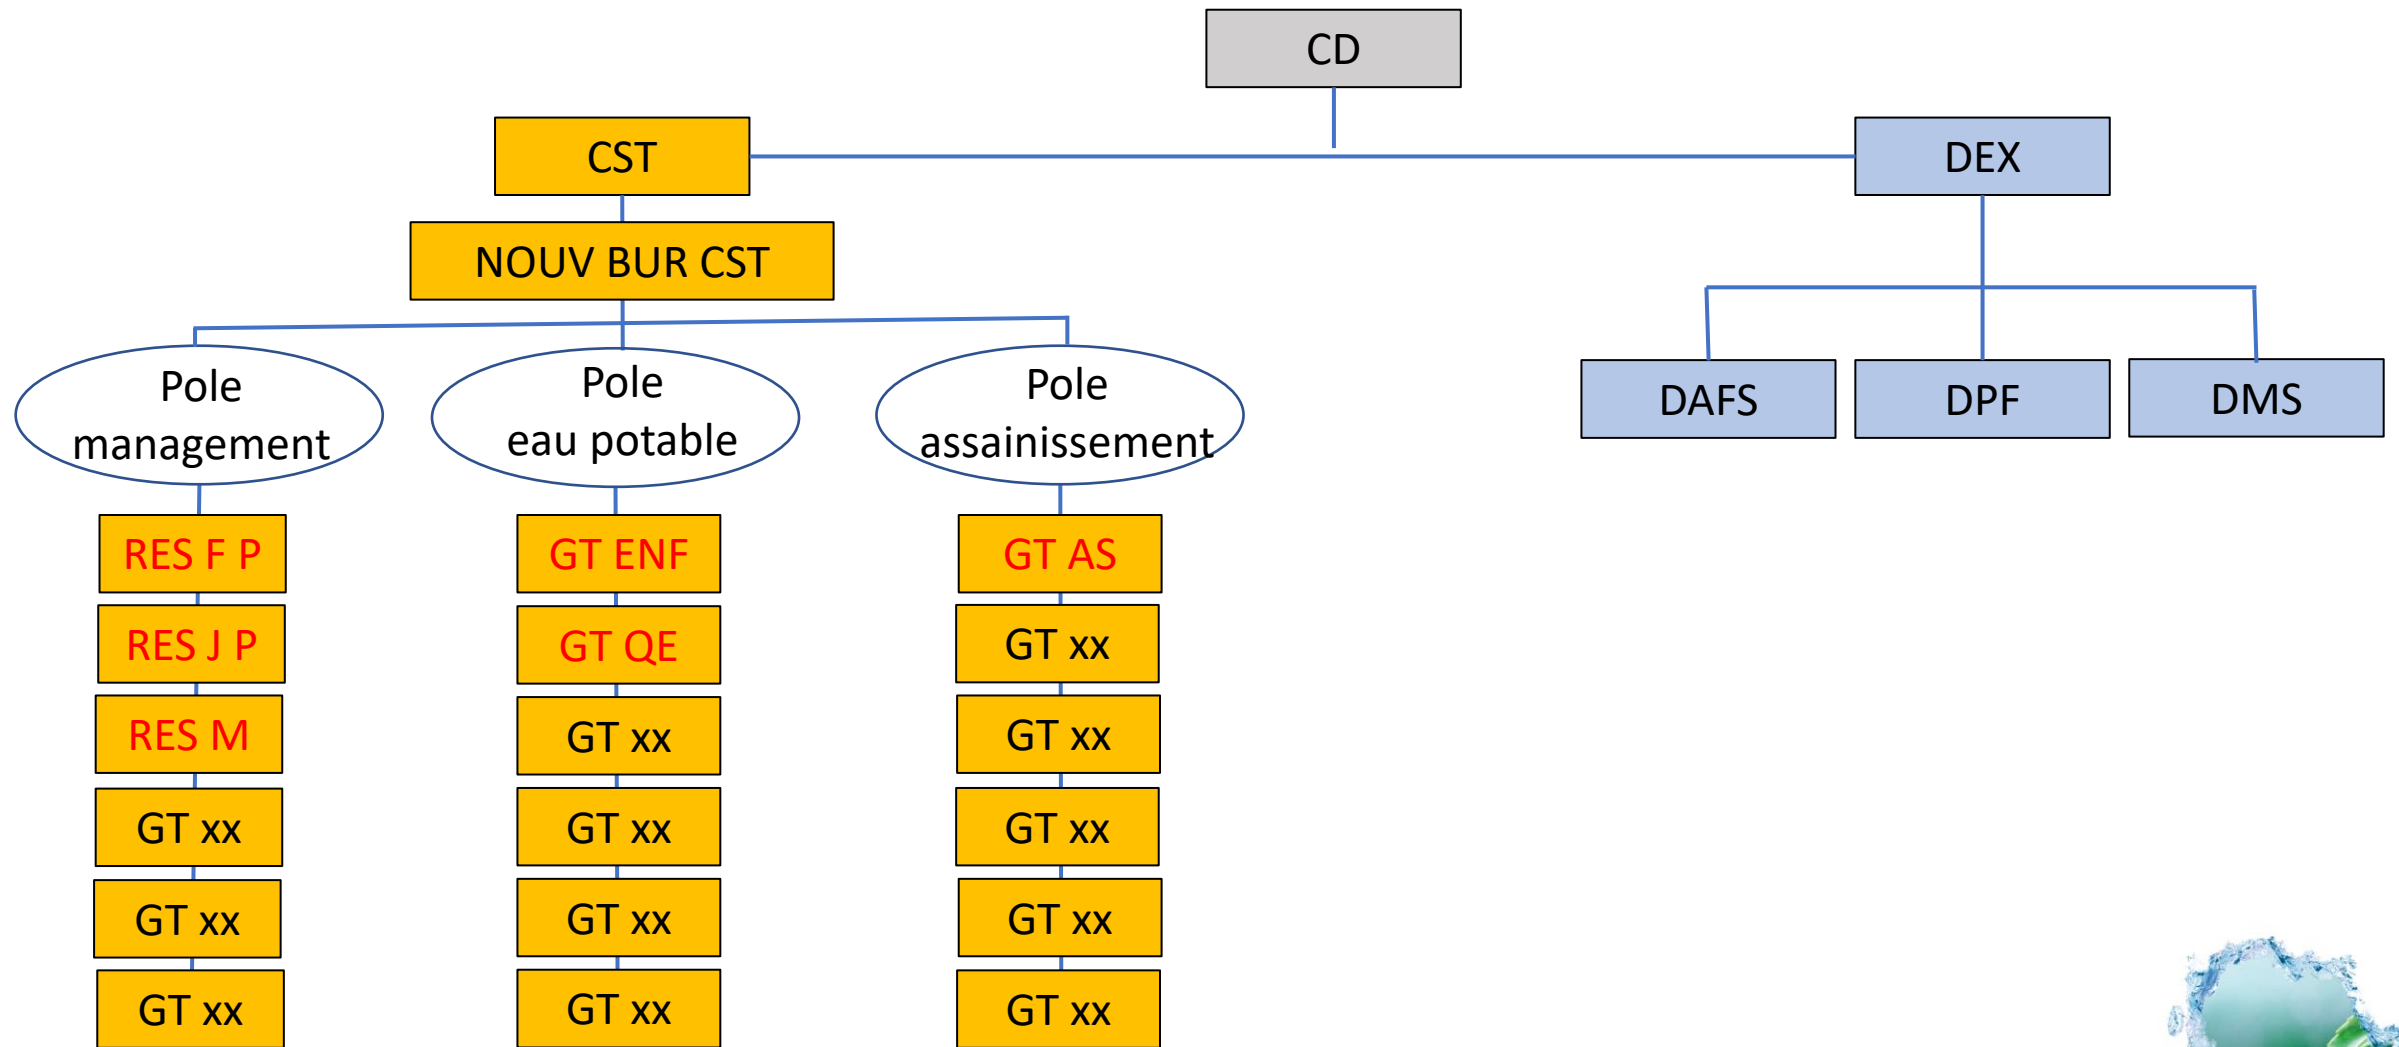 CD
CST
DEX
NOUV BUR CST
Pole
management
Pole
eau potable
Pole
assainissement
DAFS
DPF
DMS
RES F P
RES J P
RES M
GT xx
GT xx
GT xx
GT ENF
GT QE
GT xx
GT xx
GT xx
GT xx
GT AS
GT xx
GT xx
GT xx
GT xx
GT xx